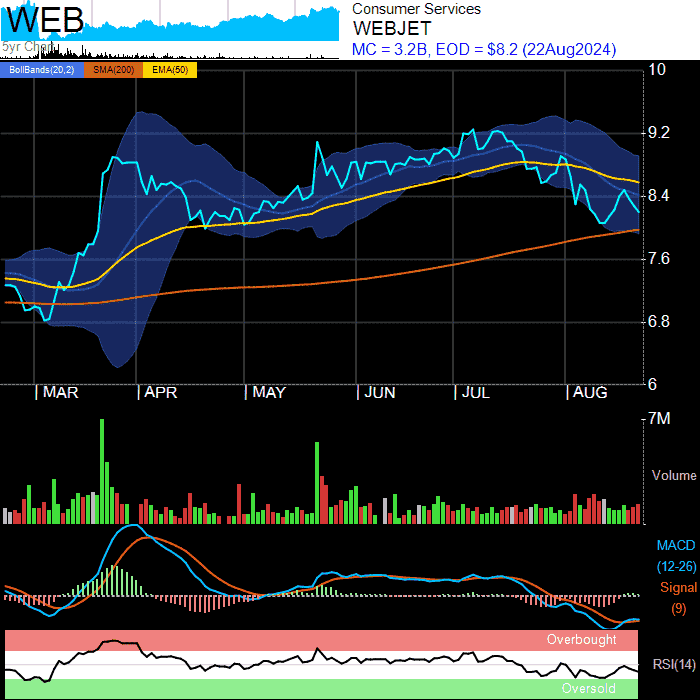 WEB
5yr Chart
Consumer Services
WEBJET
MC = 3.2B, EOD = $8.2 (22Aug2024)
BollBands(20,2) SMA(200) EMA(50)
10
9.2
8.4
7.6
6.8
6
MAR APR MAY JUN JUL AUG
7M
Volume
MACD
(12-26)
Signal
(9)
Overbought
RSI(14)
Oversold